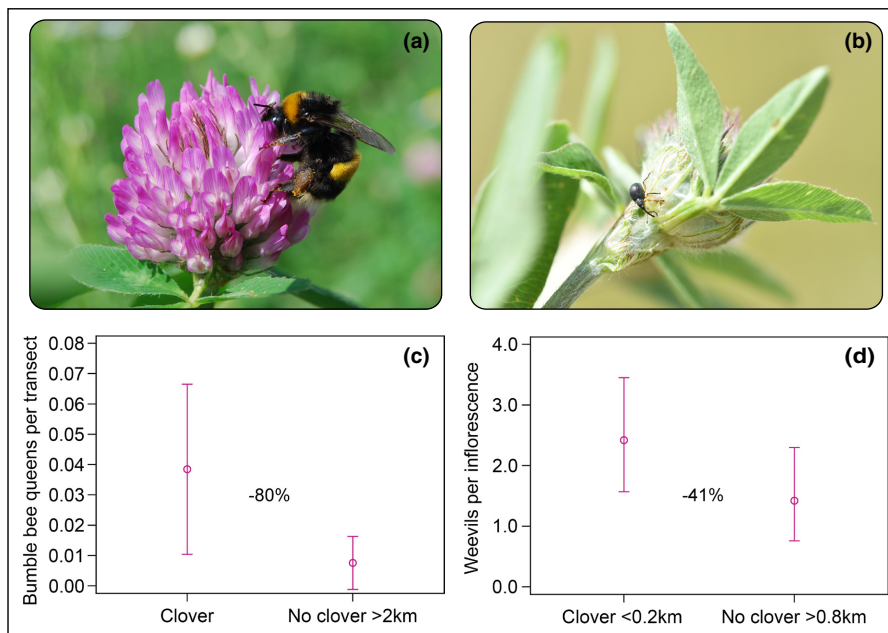 (a)
(b)
Bumble bee queens per transect
0.08
0.07
0.06
0.05
0.04
0.03
0.02
0.01
0.00
(c)
-80%
Clover
No clover >2km
Weevils per inflorescence
4.0
3.0
2.0
1.0
0.0
(d)
-41%
Clover <0.2km
No clover >0.8km